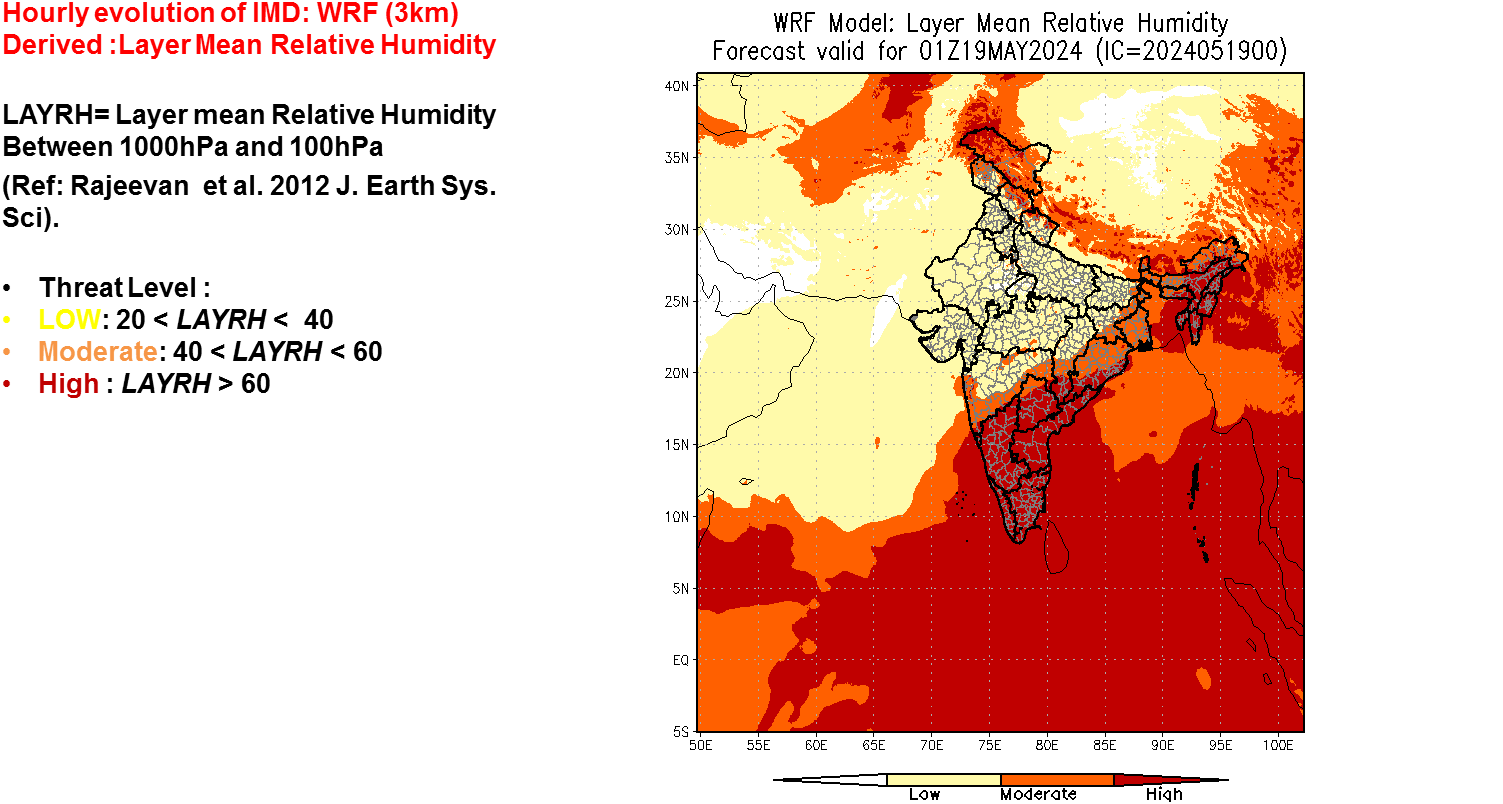 Hourly evolution of IMD: WRF (3km)
Derived :Layer Mean Relative Humidity
LAYRH= Layer mean Relative Humidity
Between 1000hPa and 100hPa
(Ref: Rajeevan et al. 2012 J. Earth Sys.
Sci).
• Threat Level :
• LOW: 20 < LAYRH < 40
• Moderate: 40 < LAYRH < 60
• High : LAYRH > 60
WRF Model: Layer Mean Relative Humidity
Forecast valid for 01Z19MAY2024 (IC=2024051900)
40N
35N
30N
25N
20N
15N
10N
5N
EQ
5S
50E 55E 60E 65E 70E 75E 80E 85E 90E 95E 100E
Low Moderate High